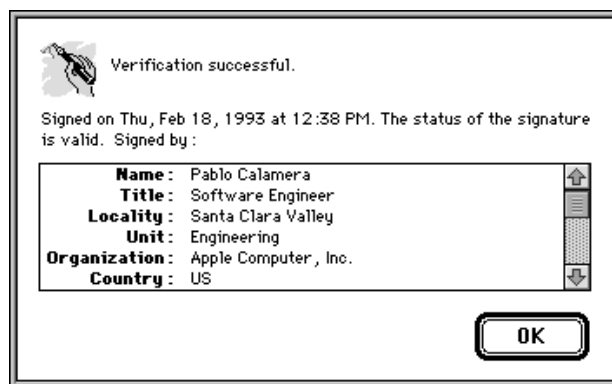 Verification successful.
Signed on Thu, Feb 18, 1993 at 12:38 PM. The status of the signature
is valid. Signed by:
Name: Pablo Calamera
Title: Software Engineer
Locality: Santa Clara Valley
Unit: Engineering
Organization: Apple Computer, Inc.
Country: US
OK